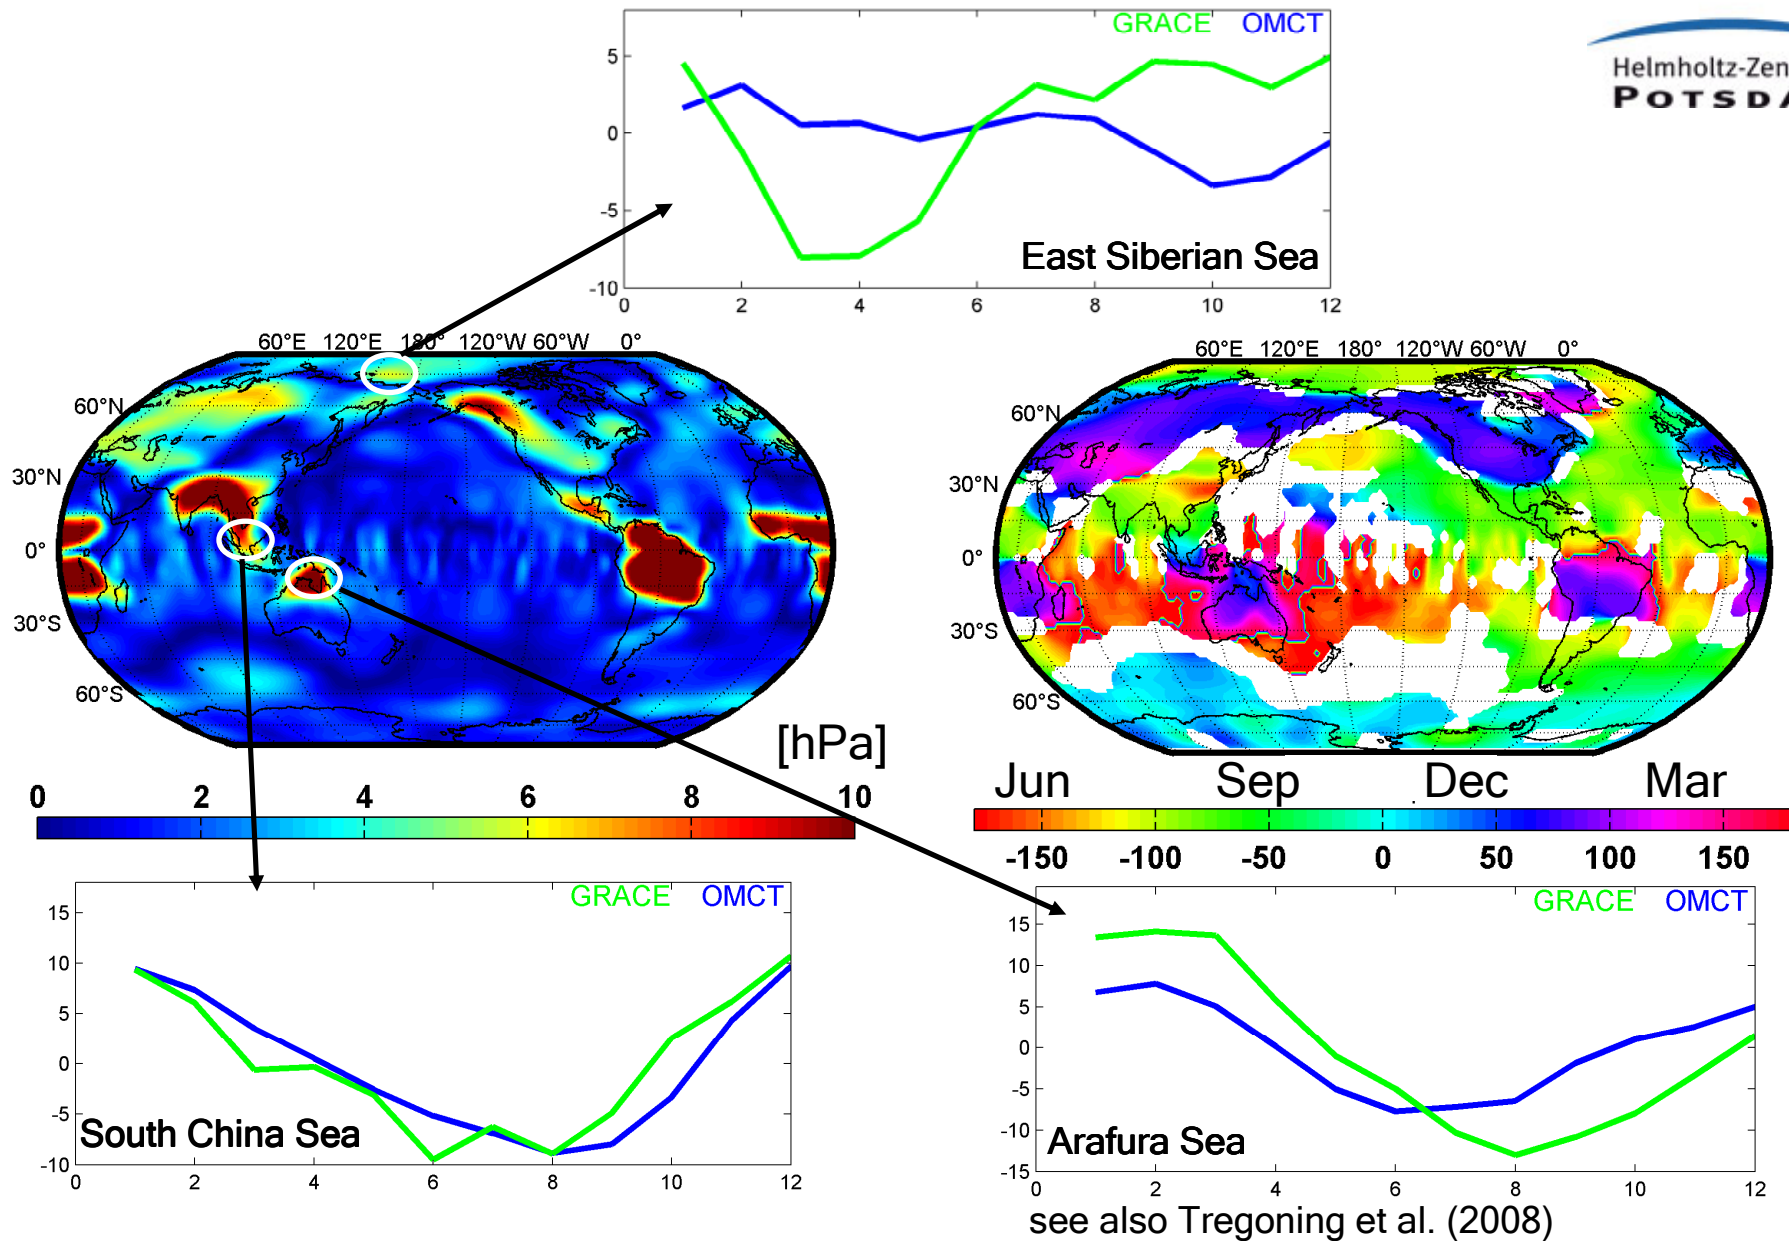 GRACE OMCT
5
0
-5
-10
0 2 4 6 8 10 12
East Siberian Sea
Helmholtz-Zen
POTSDA
60°E 120°E 180° 120°W 60°W 0°
60°N
30°N
0°
30°S
60°S
[hPa]
0 2 4 6 8 10
60°E 120°E 180° 120°W 60°W 0°
60°N
30°N
0°
30°S
60°S
Jun Sep Dec Mar
-150 -100 -50 0 50 100 150
GRACE OMCT
15
10
5
0
-5
-10
0 2 4 6 8 10 12
South China Sea
GRACE OMCT
15
10
5
0
-5
-10
-15
0 2 4 6 8 10 12
Arafura Sea
see also Tregoning et al. (2008)